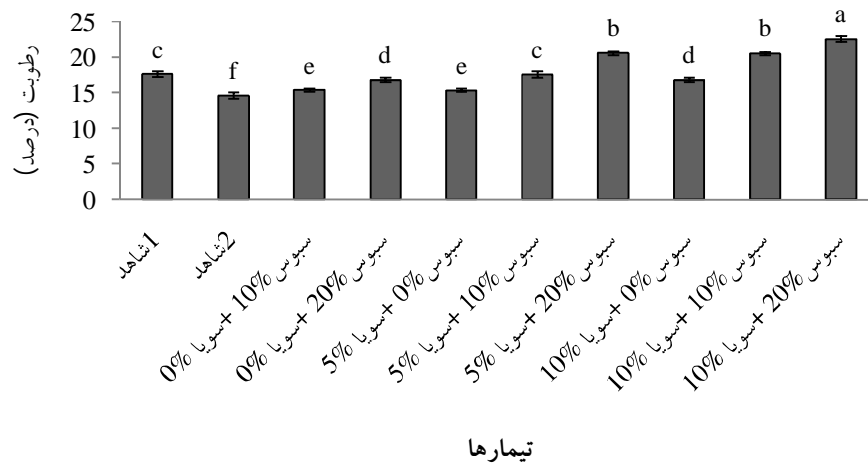 رطوبت (درصد)
25
20
15
10
5
0
c
f
e
d
e
c
b
d
b
a
1شاهد
2شاهد
سبوس 10% +سویا 0%
سبوس 20% +سویا 0%
سبوس 0% +سویا 5%
سبوس 10% +سویا 5%
سبوس 20% +سویا 5%
سبوس 0% +سویا 10%
سبوس 10% +سویا 10%
سبوس 20% +سویا 10%
تیمارها